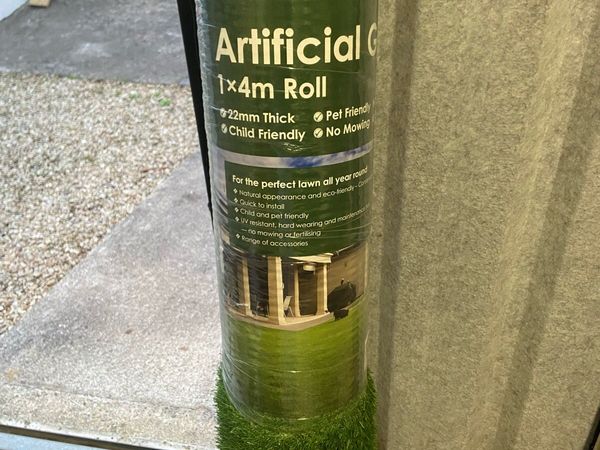 Artificial G
1×4m Roll
22mm Thick Pet Friendly
Child Friendly No Mowing
For the perfect lawn all year round
Natural appearance and eco-friendly -
Quick to install
Child and pet friendly
UV resistant, hard wearing and maintenance
— no mowing or fertilising
Range of accessories